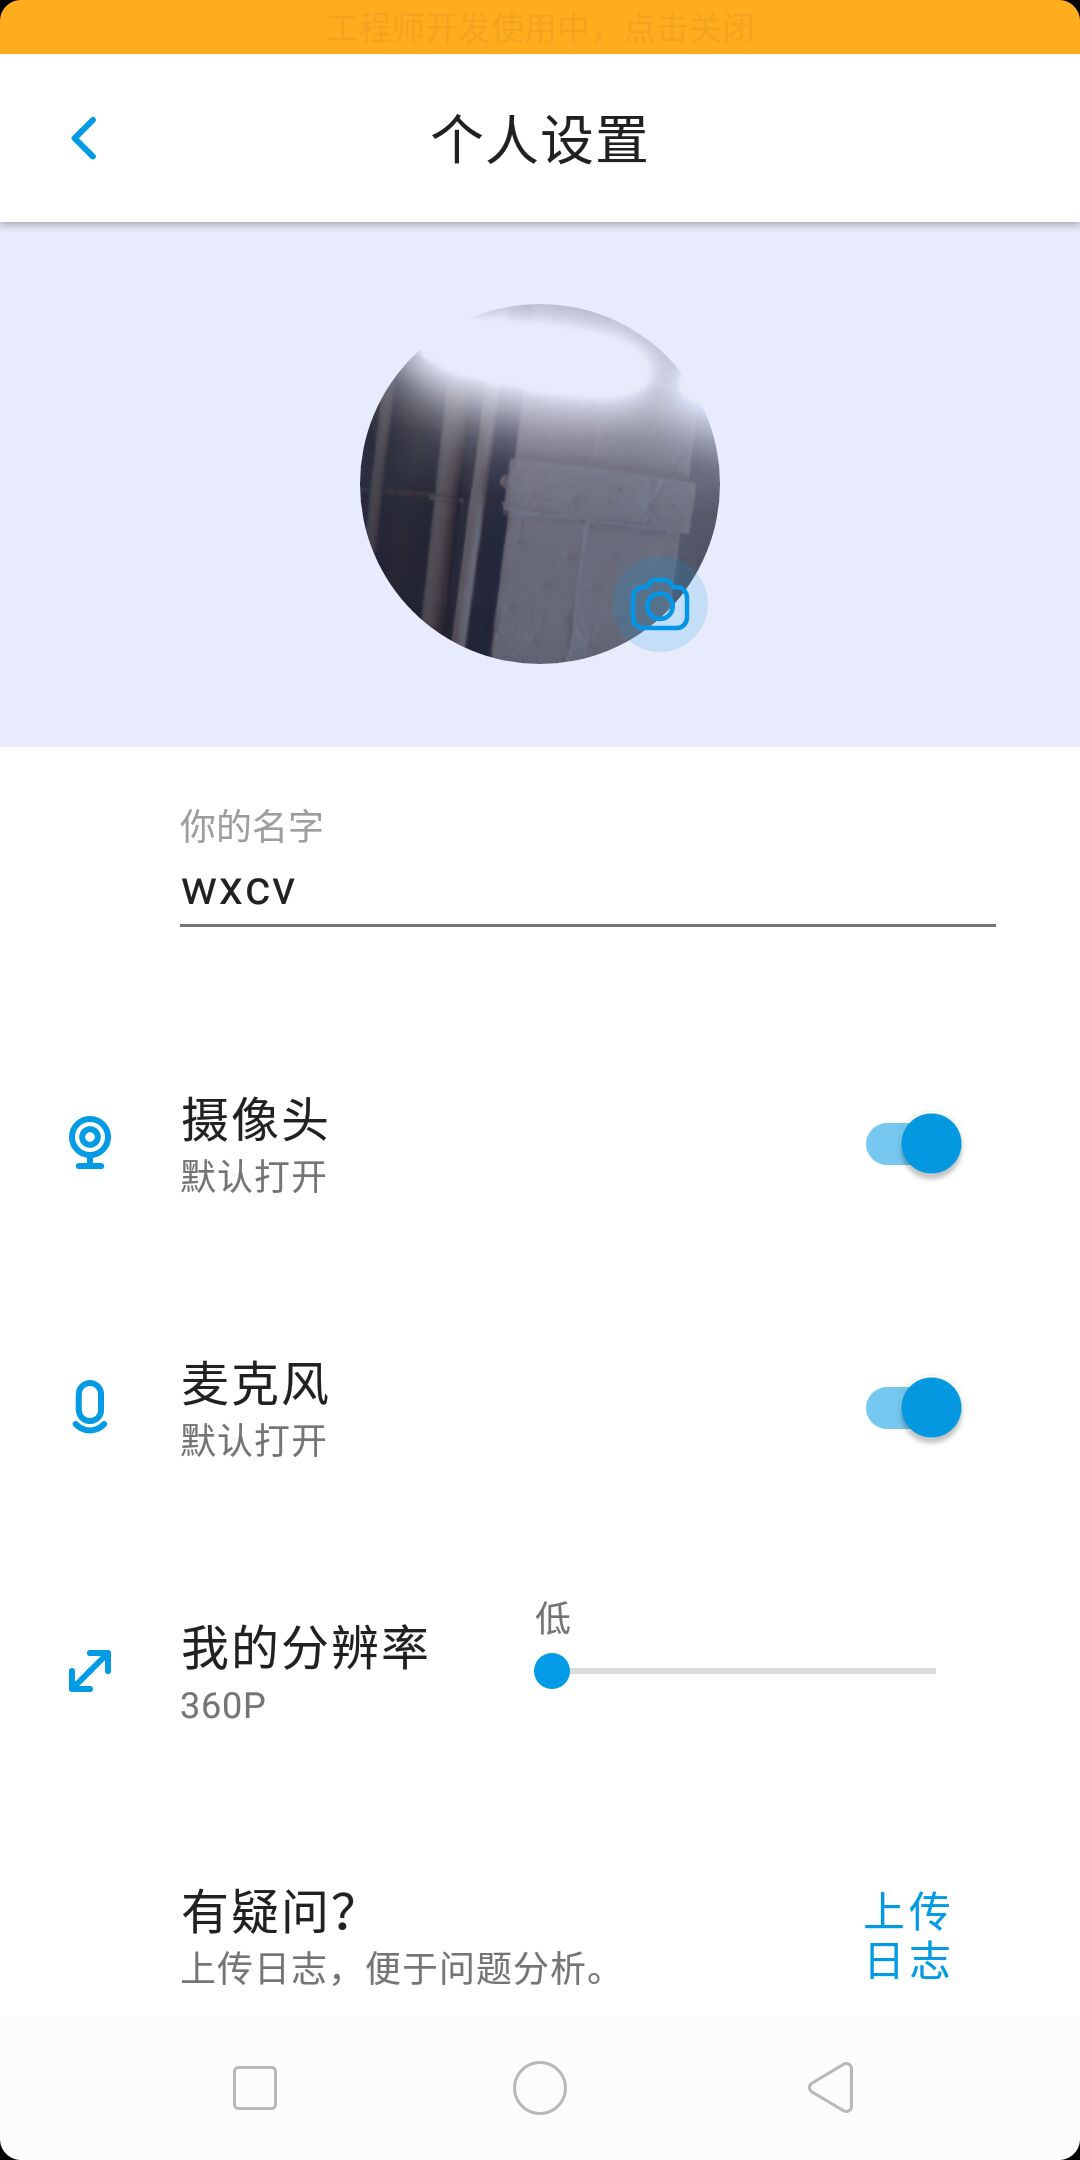 工程师开发使用中，点击关闭
个人设置
你的名字
wxcv
摄像头
默认打开
麦克风
默认打开
低
我的分辨率
360P
有疑问？
上传日志，便于问题分析。
上传
日志